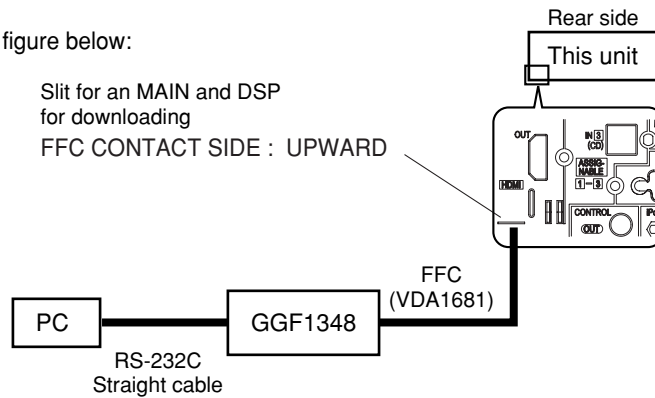 Rear side
figure below:
This unit
Slit for an MAIN and DSP
for downloading
FFC CONTACT SIDE : UPWARD
OUT
IN 3
(CD)
ASSIG-
NABLE
1 - 3
HDMI
CONTROL
OUT
FFC
(VDA1681)
PC
GGF1348
RS-232C
Straight cable